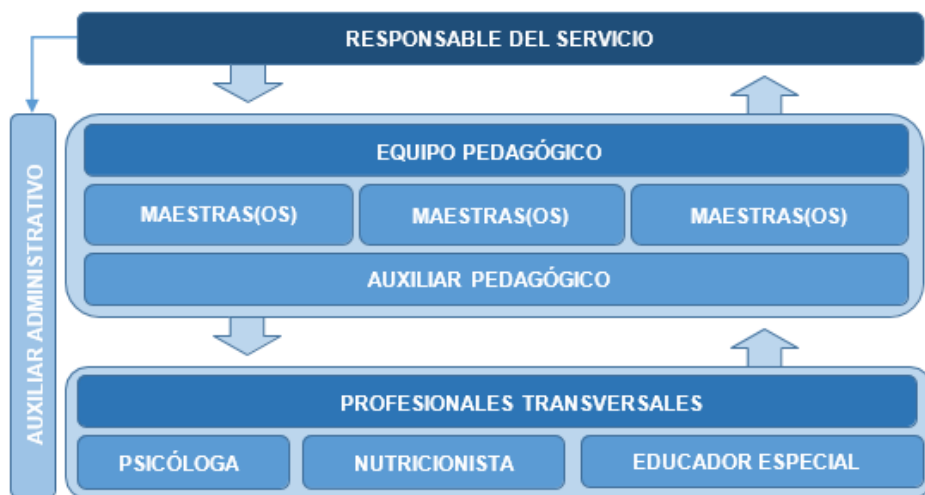 RESPONSABLE DEL SERVICIO
AUXILIAR ADMINISTRATIVO
EQUIPO PEDAGÓGICO
MAESTRAS(OS)
MAESTRAS(OS)
MAESTRAS(OS)
AUXILIAR PEDAGÓGICO
PROFESIONALES TRANSVERSALES
PSICÓLOGA
NUTRICIONISTA
EDUCADOR ESPECIAL